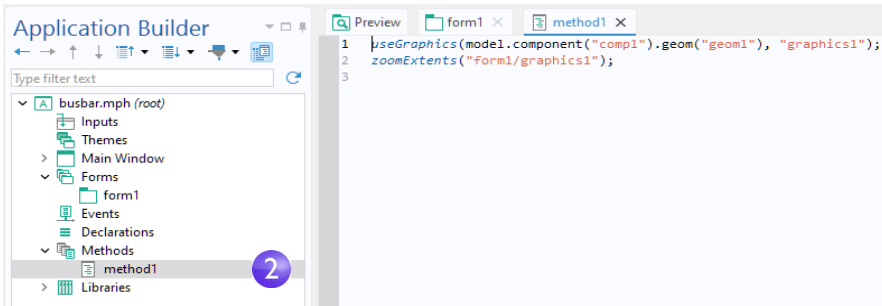 Application Builder
Type filter text
busbar.mph (root)
Inputs
Themes
Main Window
Forms
form1
Events
Declarations
Methods
method1
2
Libraries
Preview form1 method1
1 useGraphics(model.component("comp1").geom("geom1"), "graphics1");
2 zoomExtents("form1/graphics1");
3